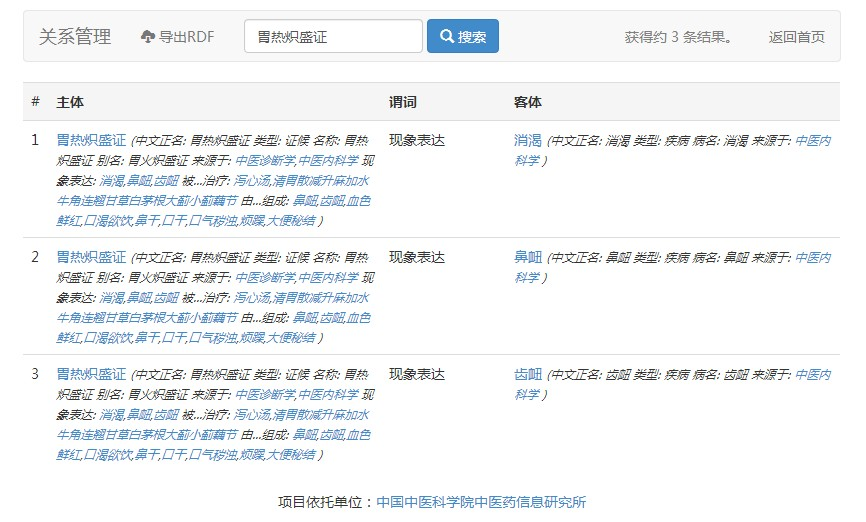 关系管理 导出RDF 胃热炽盛证 搜索 获得约 3 条结果。 返回首页
# 主体 谓词 客体
1 胃热炽盛证 (中文正名: 胃热炽盛证 类型: 证候 名称: 胃热 现象表达 消渴 (中文正名: 消渴 类型: 疾病 病名: 消渴 来源于: 中医内
炽盛证 别名: 胃火炽盛证 来源于: 中医诊断学,中医内科学 现 科学 )
象表达: 消渴,鼻衄,齿衄 被...治疗: 泻心汤,清胃散减升麻加水
牛角连翘甘草白茅根大蓟小蓟藕节 由...组成: 鼻衄,齿衄,血色
鲜红,口渴欲饮,鼻干,口干,口气秽浊,烦躁,大便秘结 )
2 胃热炽盛证 (中文正名: 胃热炽盛证 类型: 证候 名称: 胃热 现象表达 鼻衄 (中文正名: 鼻衄 类型: 疾病 病名: 鼻衄 来源于: 中医内
炽盛证 别名: 胃火炽盛证 来源于: 中医诊断学,中医内科学 现 科学 )
象表达: 消渴,鼻衄,齿衄 被...治疗: 泻心汤,清胃散减升麻加水
牛角连翘甘草白茅根大蓟小蓟藕节 由...组成: 鼻衄,齿衄,血色
鲜红,口渴欲饮,鼻干,口干,口气秽浊,烦躁,大便秘结 )
3 胃热炽盛证 (中文正名: 胃热炽盛证 类型: 证候 名称: 胃热 现象表达 齿衄 (中文正名: 齿衄 类型: 疾病 病名: 齿衄 来源于: 中医内
炽盛证 别名: 胃火炽盛证 来源于: 中医诊断学,中医内科学 现 科学 )
象表达: 消渴,鼻衄,齿衄 被...治疗: 泻心汤,清胃散减升麻加水
牛角连翘甘草白茅根大蓟小蓟藕节 由...组成: 鼻衄,齿衄,血色
鲜红,口渴欲饮,鼻干,口干,口气秽浊,烦躁,大便秘结 )
项目依托单位：中国中医科学院中医药信息研究所